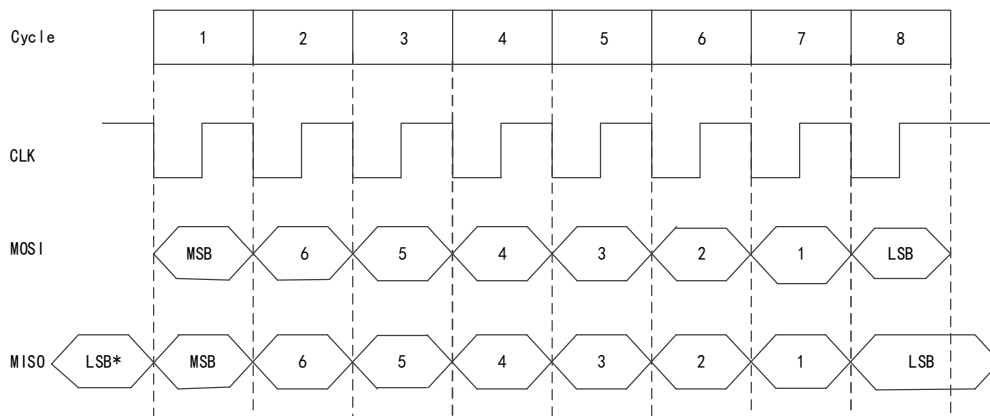 Cycle 1 2 3 4 5 6 7 8
CLK
MOSI MSB 6 5 4 3 2 1 LSB
MISO LSB* MSB 6 5 4 3 2 1 LSB